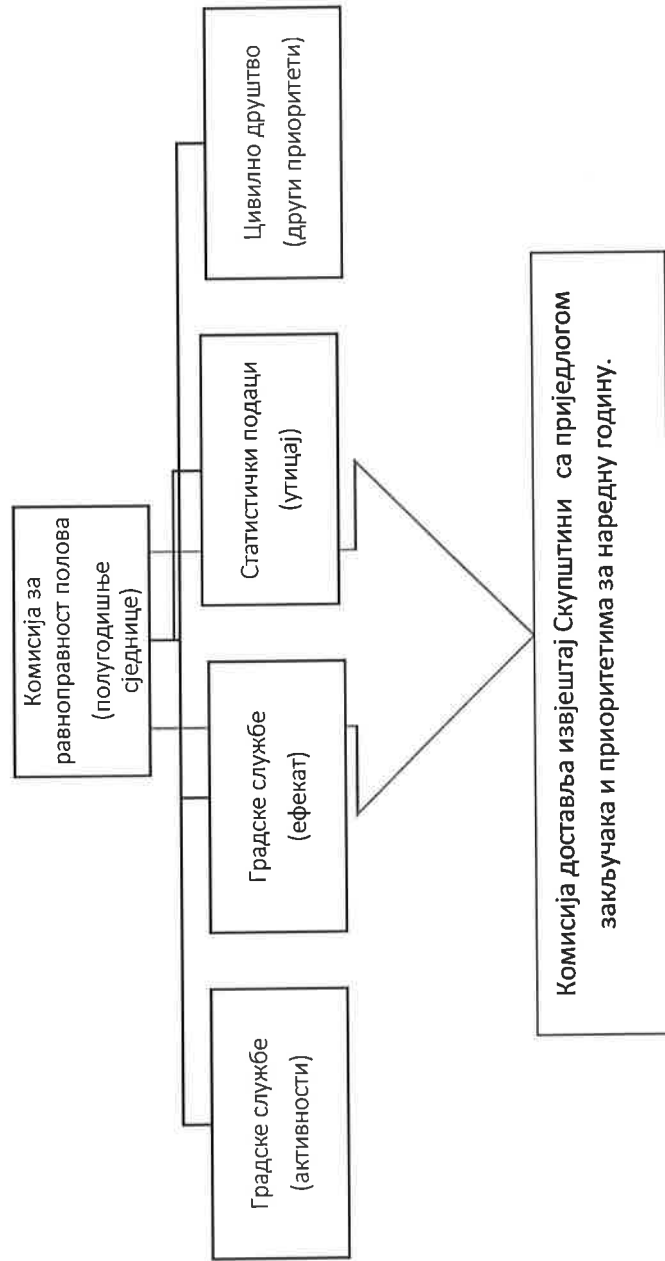 Комисија за
равноправност полова
(полугодишње
сједнице)
Градске службе
(активности)
Градске службе
(ефекат)
Статистички подаци
(утицај)
Цивилно друштво
(други приоритети)
Комисија доставља извјештај Скупштини са приједлогом
закључака и приоритетима за наредну годину.